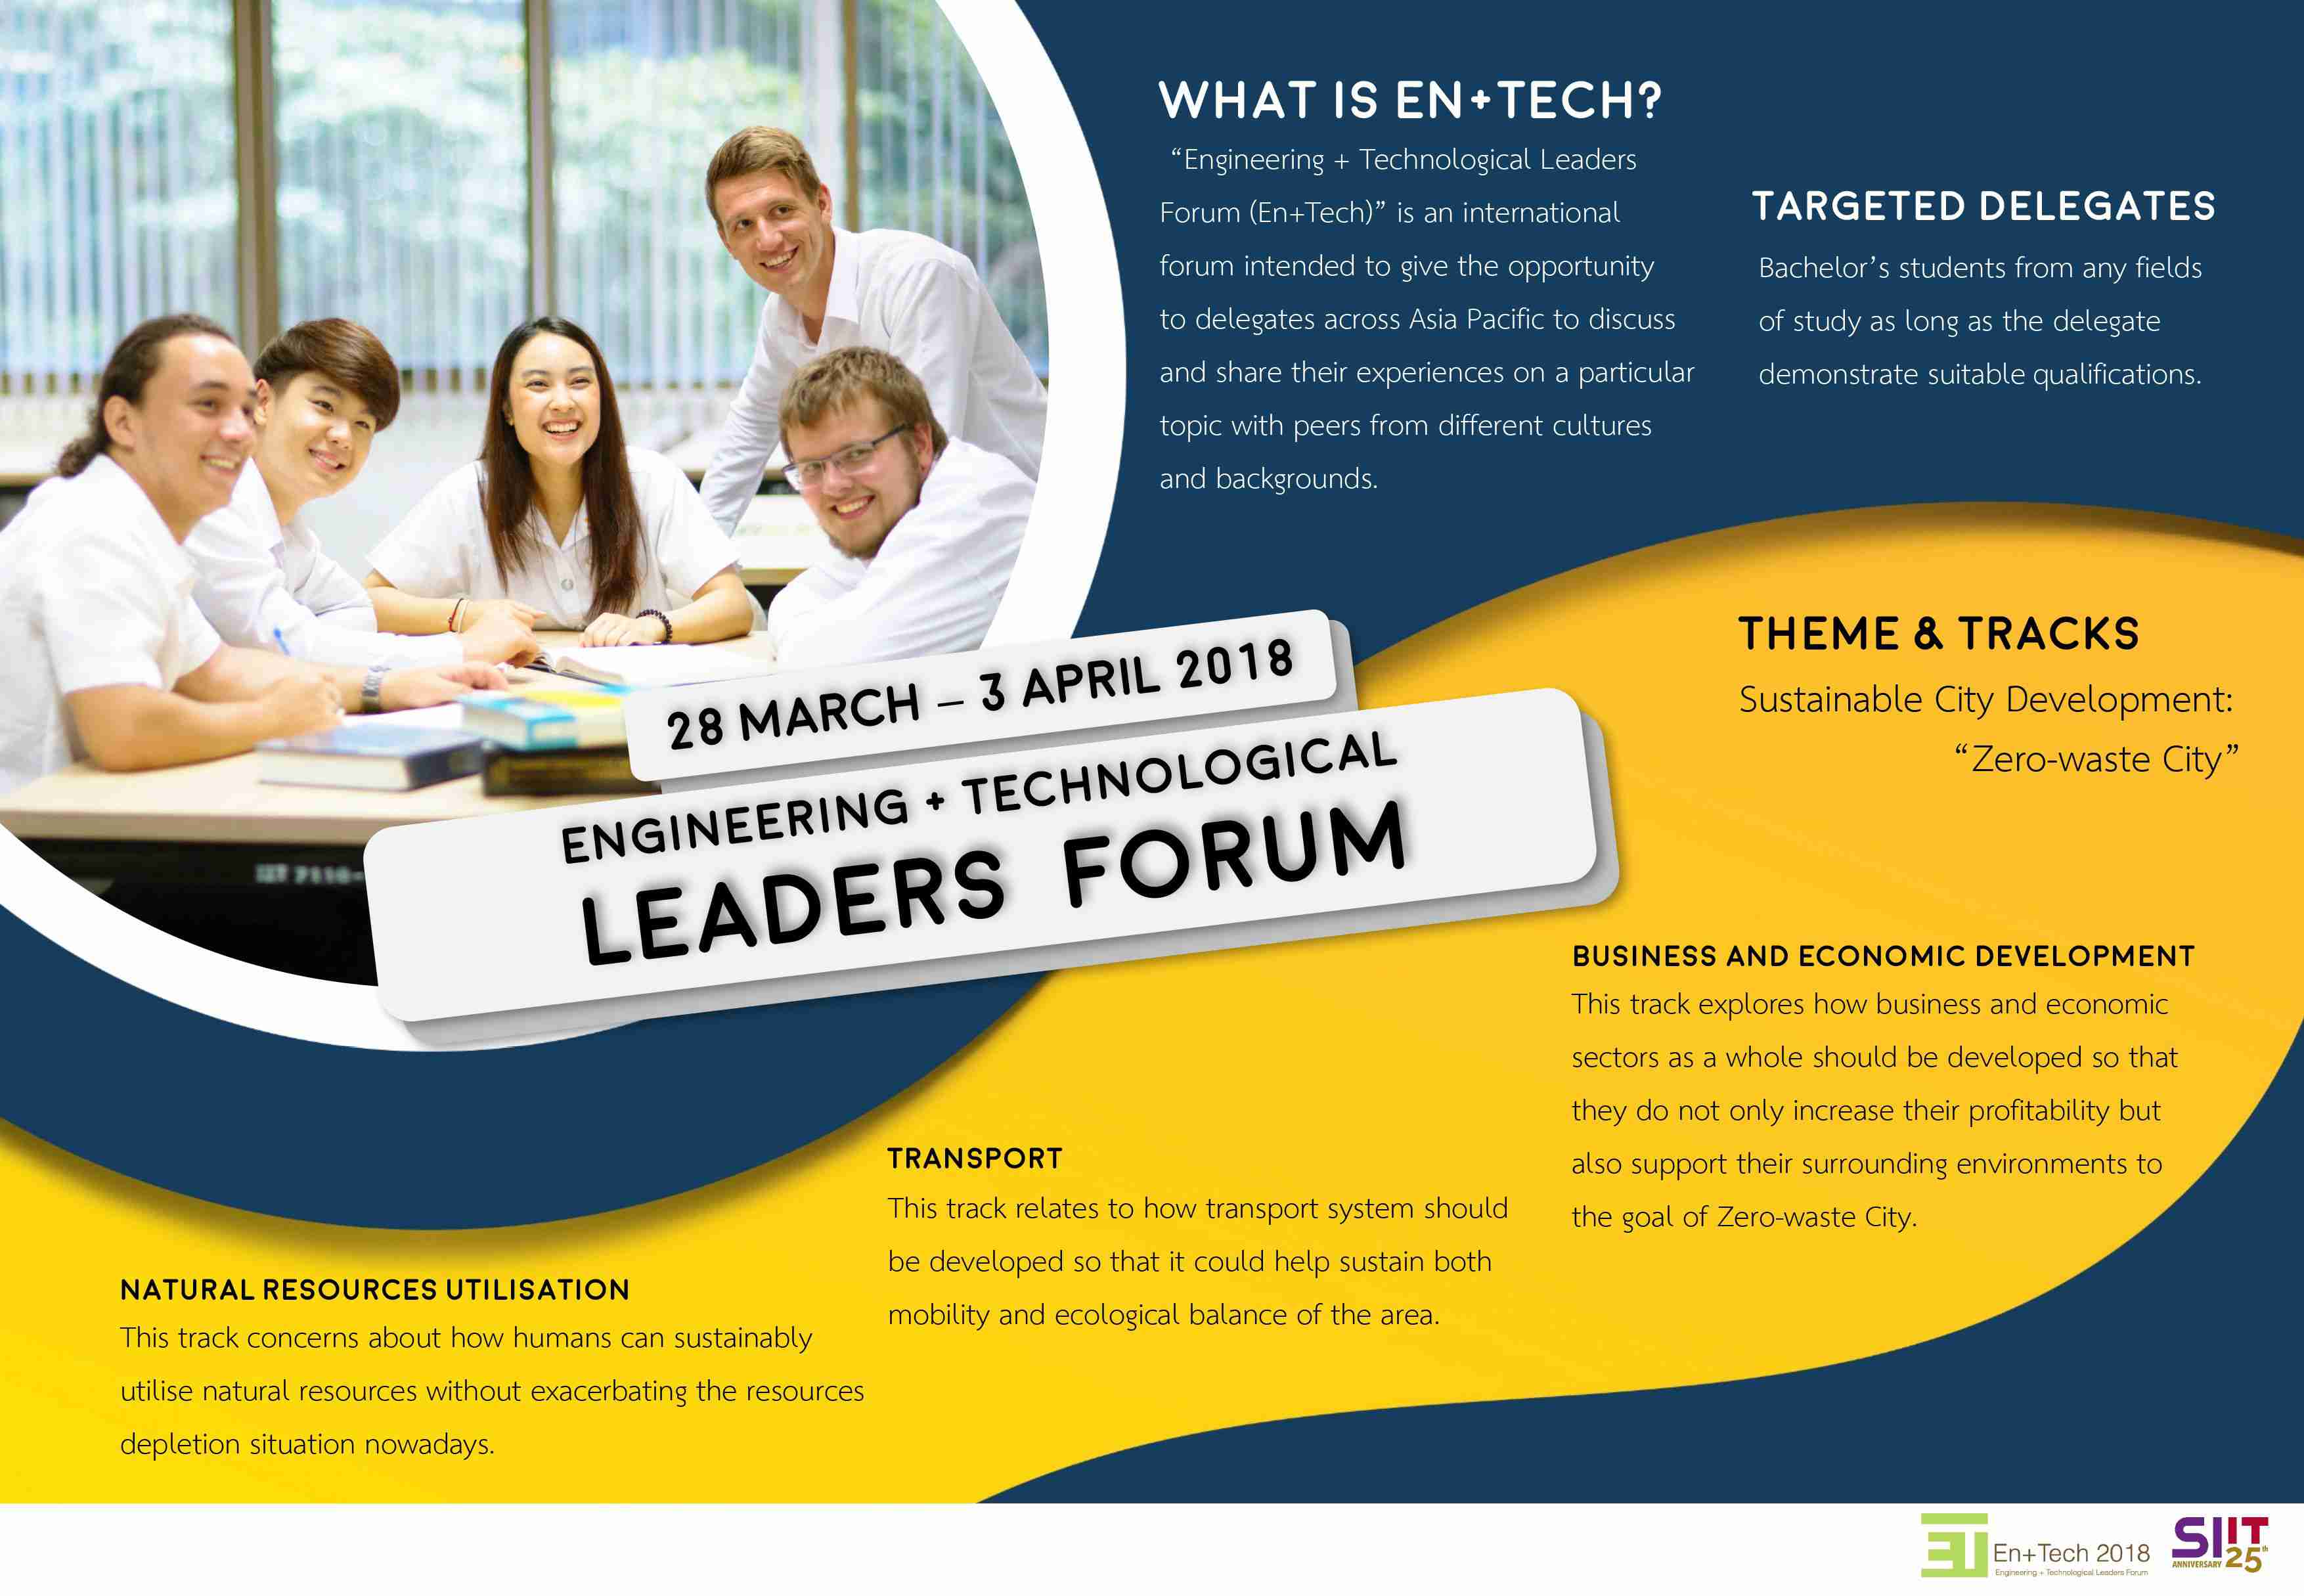 WHAT IS EN+TECH?
“Engineering + Technological Leaders
Forum (En+Tech)” is an international
forum intended to give the opportunity
to delegates across Asia Pacific to discuss
and share their experiences on a particular
topic with peers from different cultures
and backgrounds.
TARGETED DELEGATES
Bachelor’s students from any fields
of study as long as the delegate
demonstrate suitable qualifications.
28 MARCH – 3 APRIL 2018
ENGINEERING + TECHNOLOGICAL
LEADERS FORUM
THEME & TRACKS
Sustainable City Development:
“Zero-waste City”
BUSINESS AND ECONOMIC DEVELOPMENT
This track explores how business and economic
sectors as a whole should be developed so that
they do not only increase their profitability but
also support their surrounding environments to
the goal of Zero-waste City.
TRANSPORT
This track relates to how transport system should
be developed so that it could help sustain both
mobility and ecological balance of the area.
NATURAL RESOURCES UTILISATION
This track concerns about how humans can sustainably
utilise natural resources without exacerbating the resources
depletion situation nowadays.
En+Tech 2018
Engineering + Technological Leaders Forum
SIIT
ANNIVERSARY 25th